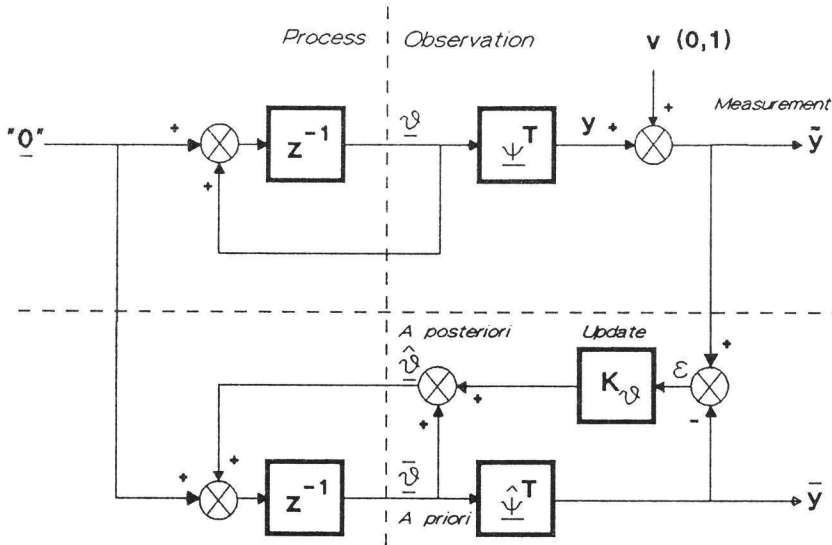 Process Observation
v (0,1)
+
Measurement
"0" + z⁻¹ ϑ ψᵀ y + ỹ
+
A posteriori Update
+
ϑ̂ K_ϑ ε
+
+ -
+
+ z⁻¹ ϑ̄ ψ̂ᵀ ȳ
A priori